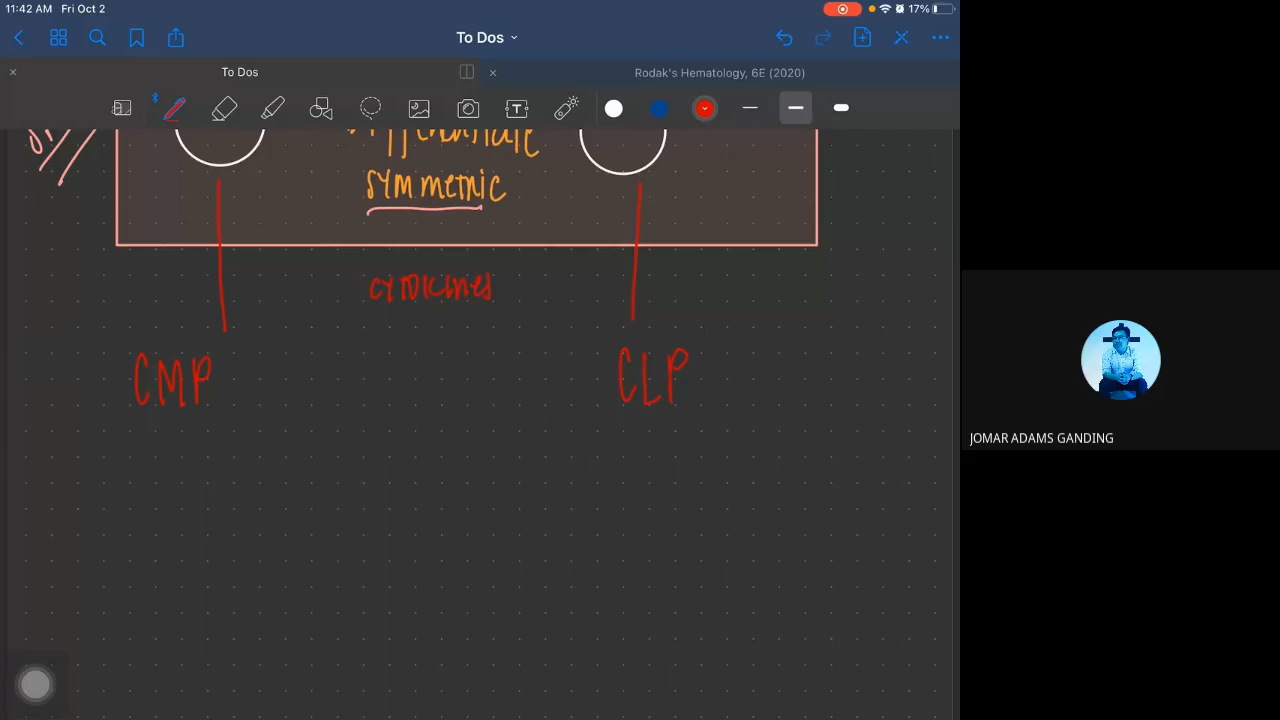 11:42 AM Fri Oct 2
17%
To Dos
To Dos
Rodak's Hematology, 6E (2020)
T
symmetric
cytokines
CMP
CLP
JOMAR ADAMS GANDING